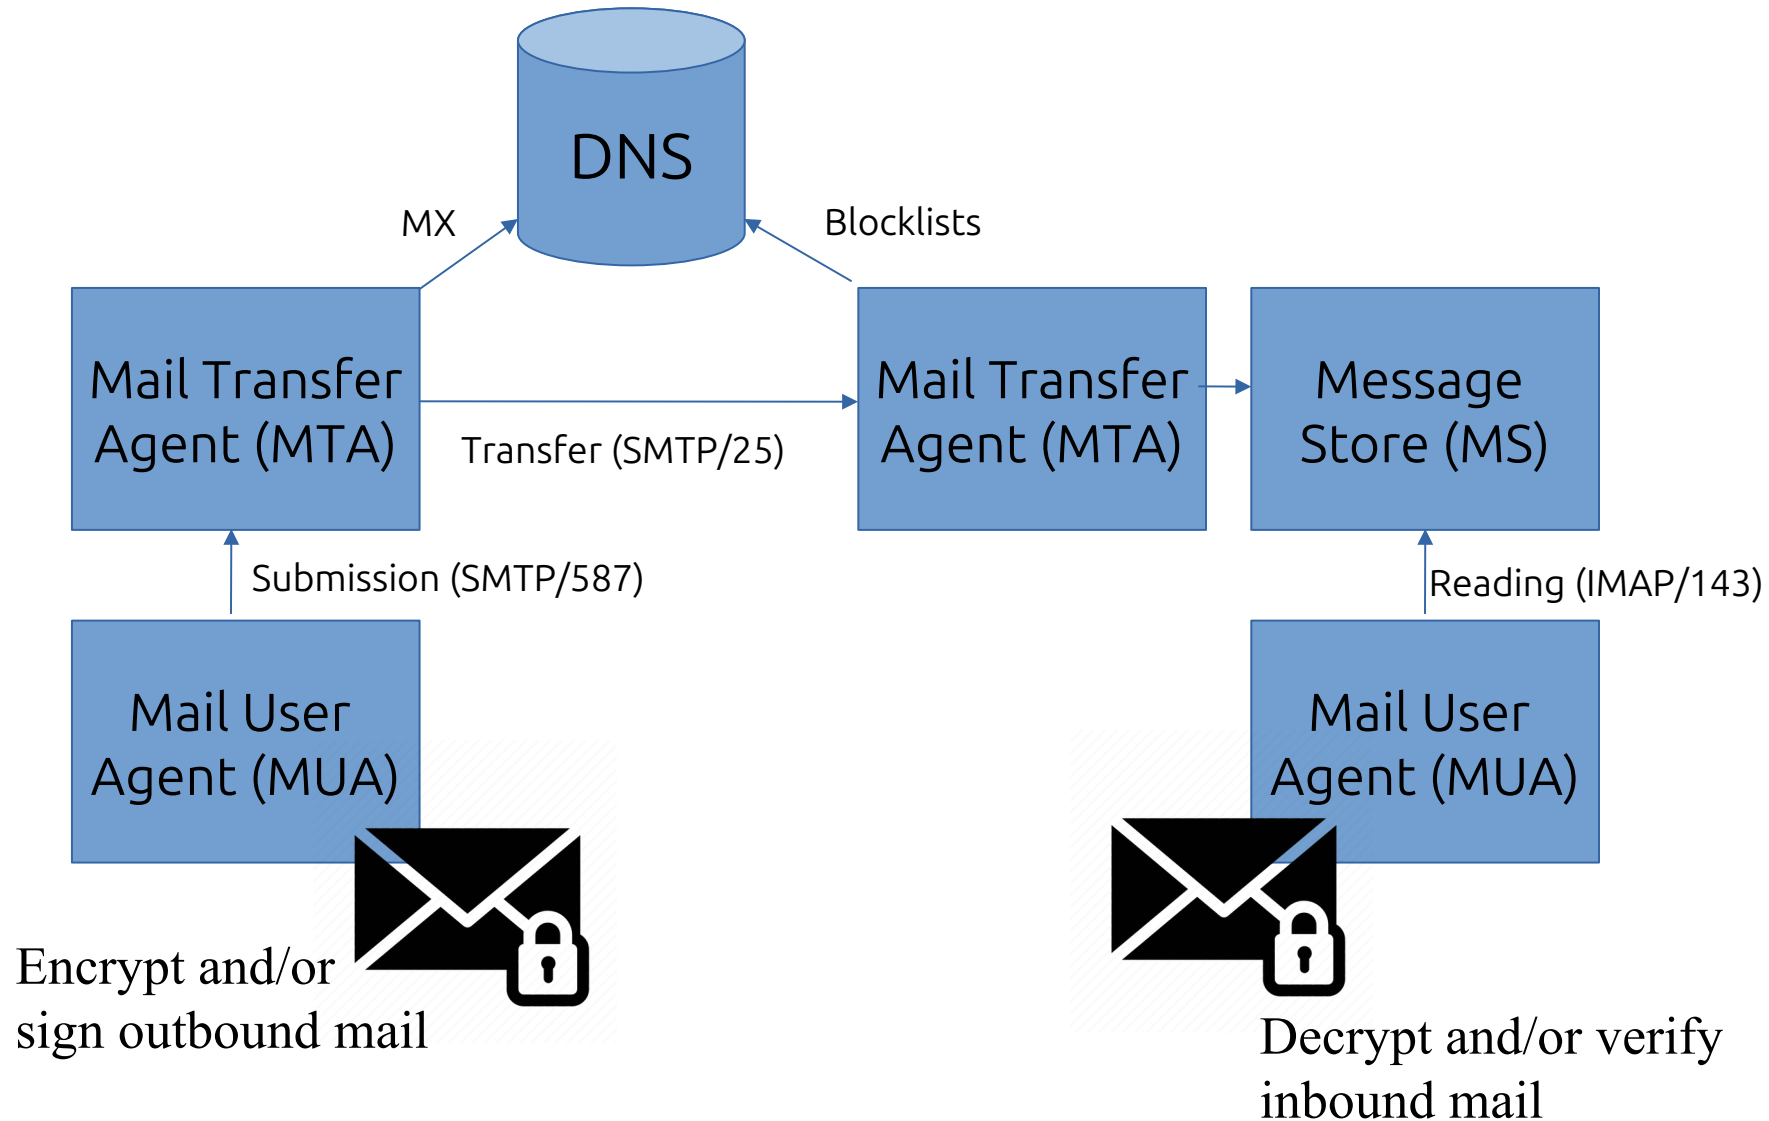 DNS
MX
Blocklists
Mail Transfer
Agent (MTA)
Transfer (SMTP/25)
Mail Transfer
Agent (MTA)
Message
Store (MS)
Submission (SMTP/587)
Reading (IMAP/143)
Mail User
Agent (MUA)
Mail User
Agent (MUA)
Encrypt and/or
sign outbound mail
Decrypt and/or verify
inbound mail